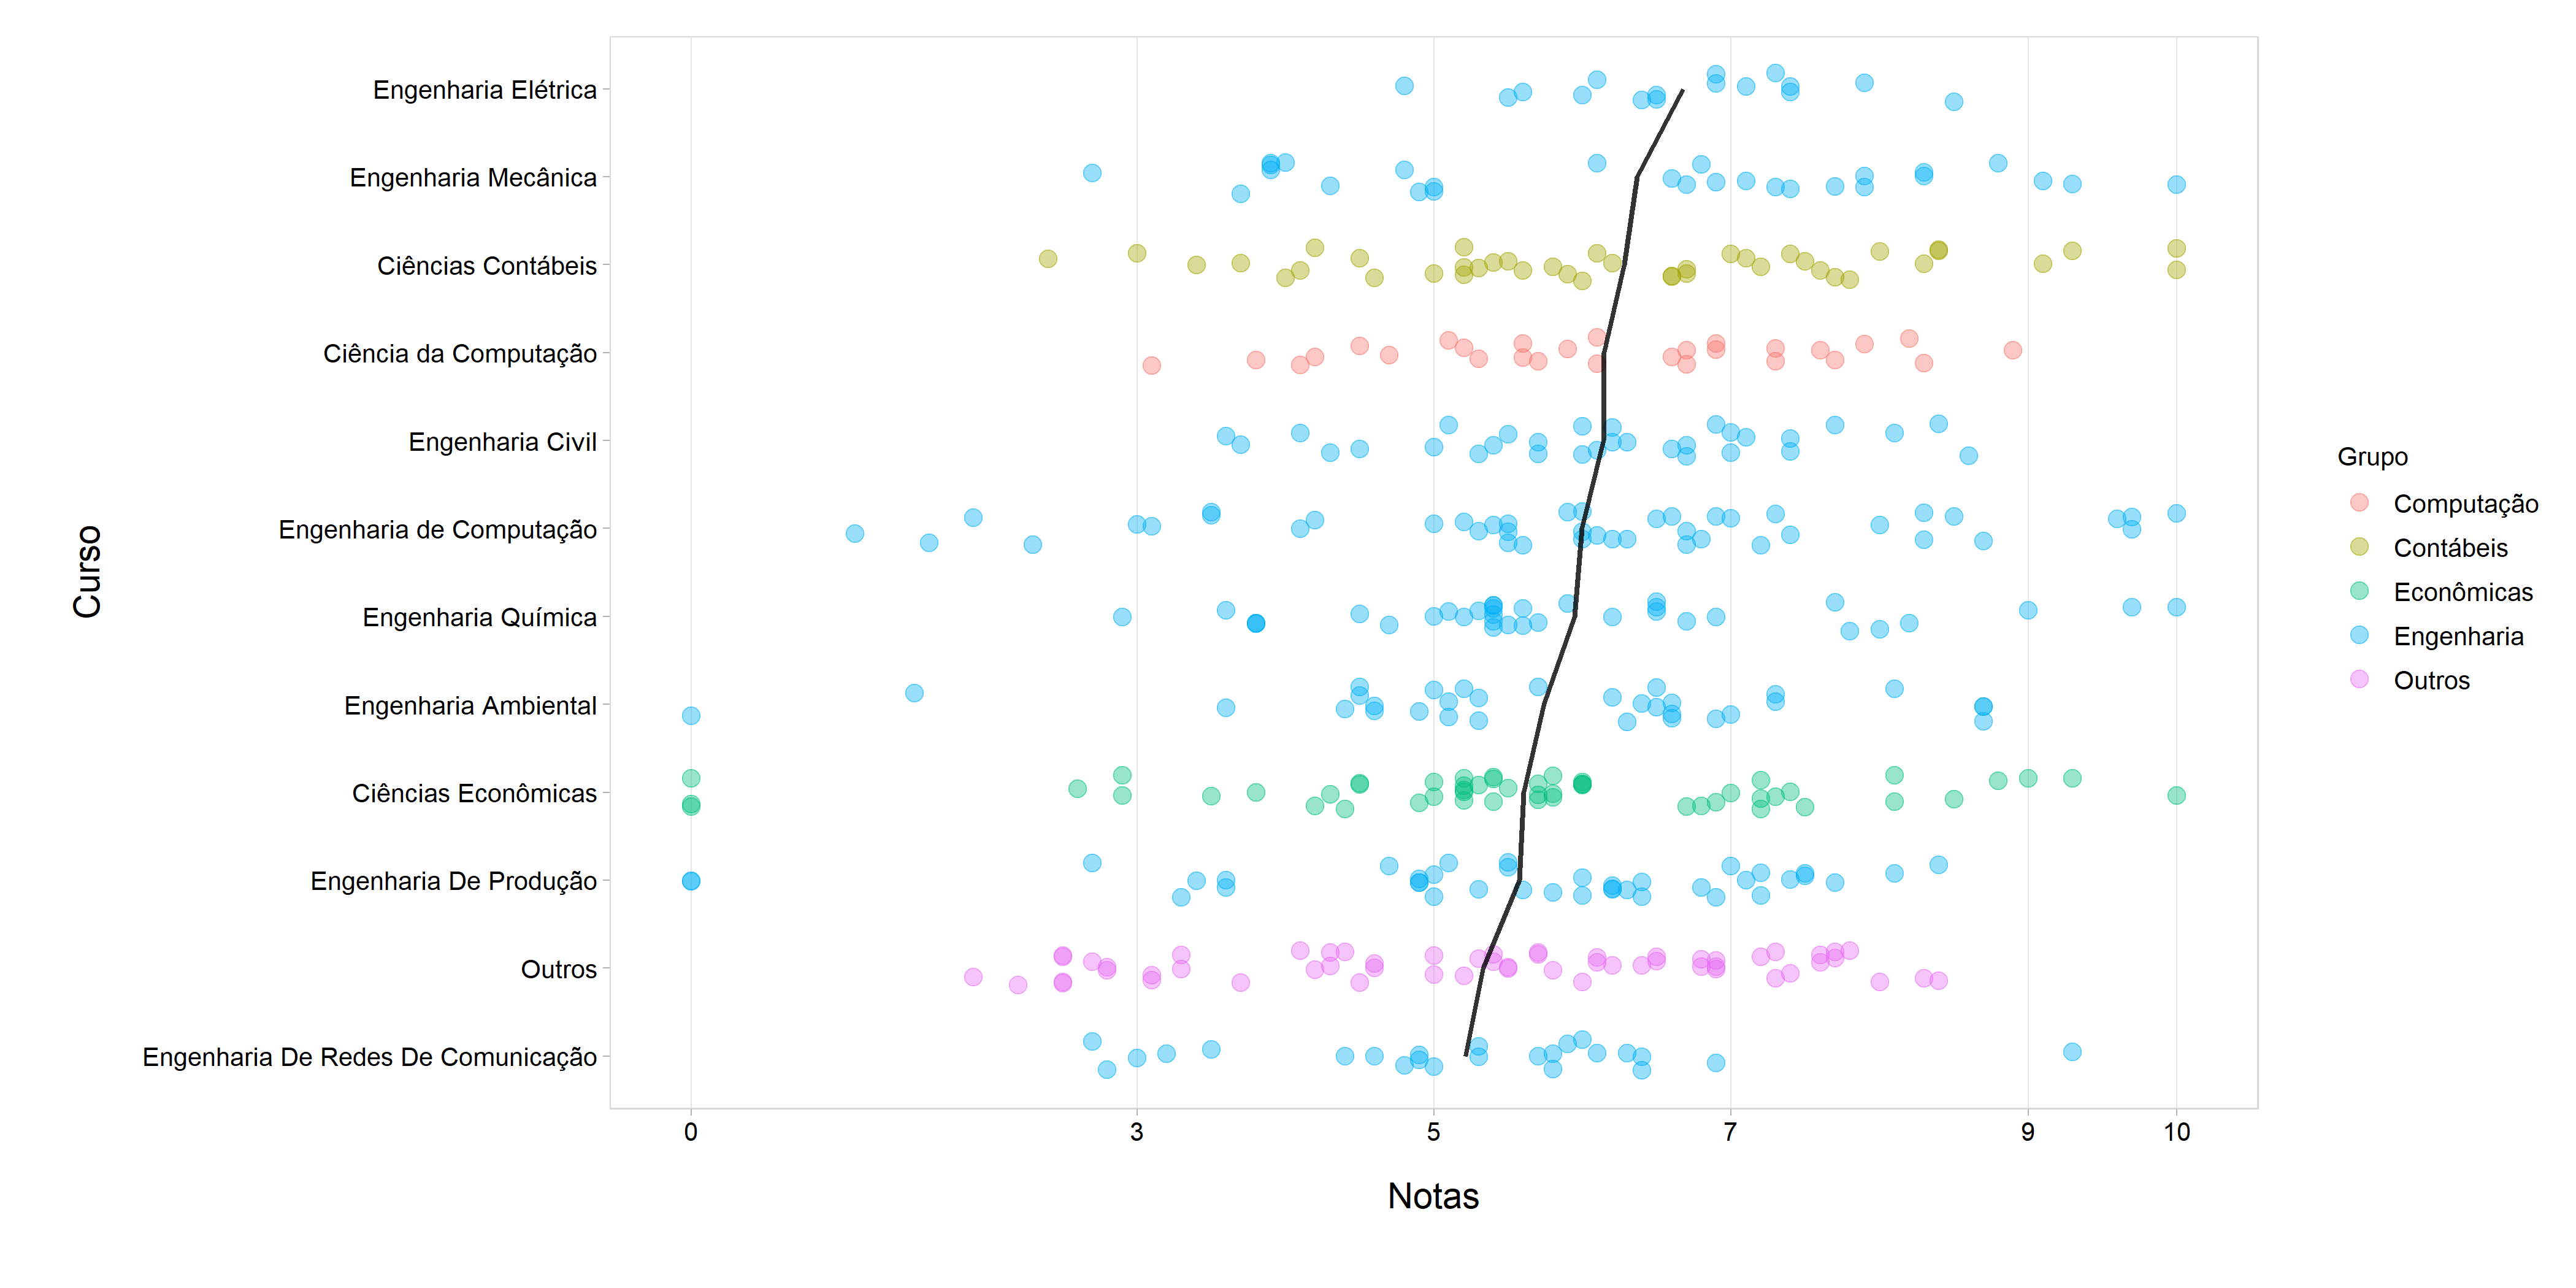 Curso
Engenharia Elétrica
Engenharia Mecânica
Ciências Contábeis
Ciência da Computação
Engenharia Civil
Engenharia de Computação
Engenharia Química
Engenharia Ambiental
Ciências Econômicas
Engenharia De Produção
Outros
Engenharia De Redes De Comunicação
0 3 5 7 9 10
Notas
Grupo
Computação
Contábeis
Econômicas
Engenharia
Outros